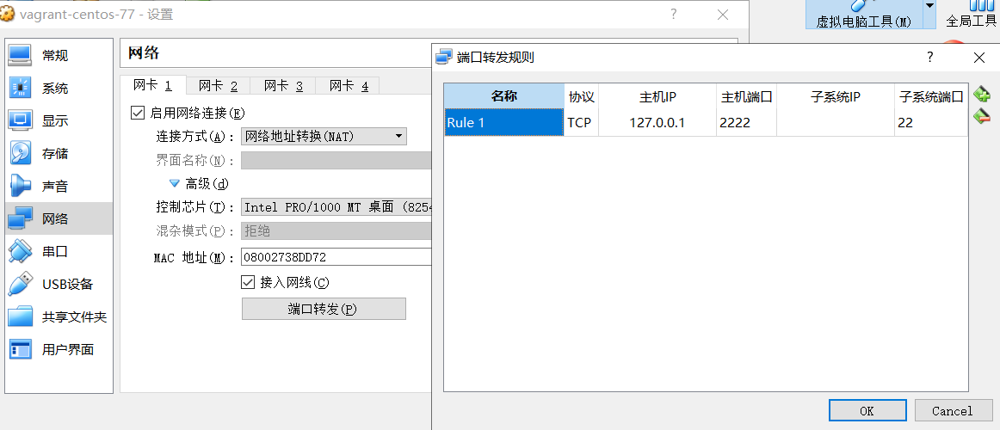 vagrant-centos-77 - 设置
?
虚拟电脑工具(M)
全局工具
常规
系统
显示
存储
声音
网络
串口
USB设备
共享文件夹
用户界面
网络
网卡 1
网卡 2
网卡 3
网卡 4
启用网络连接(E)
连接方式(A):
网络地址转换(NAT)
界面名称(N):
高级(d)
控制芯片(T):
Intel PRO/1000 MT 桌面 (8254
混杂模式(P):
拒绝
MAC 地址(M):
08002738DD72
接入网线(C)
端口转发(P)
端口转发规则
?
名称 协议 主机IP 主机端口 子系统IP 子系统端口
Rule 1 TCP 127.0.0.1 2222 22
OK
Cancel